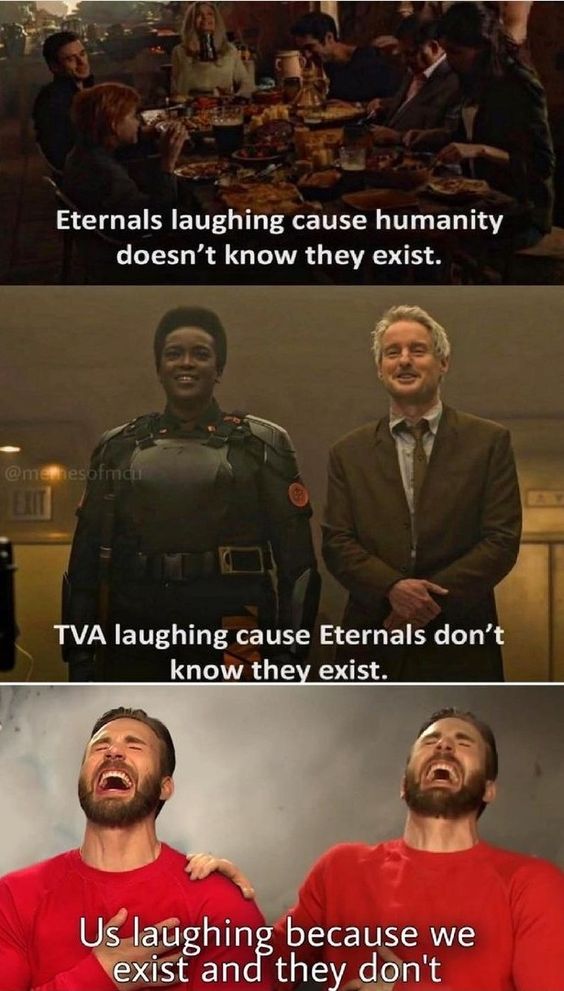 Eternals laughing cause humanity
doesn't know they exist.
@memesofmcu
EXIT
TVA laughing cause Eternals don't
know they exist.
Us laughing because we
exist and they don't